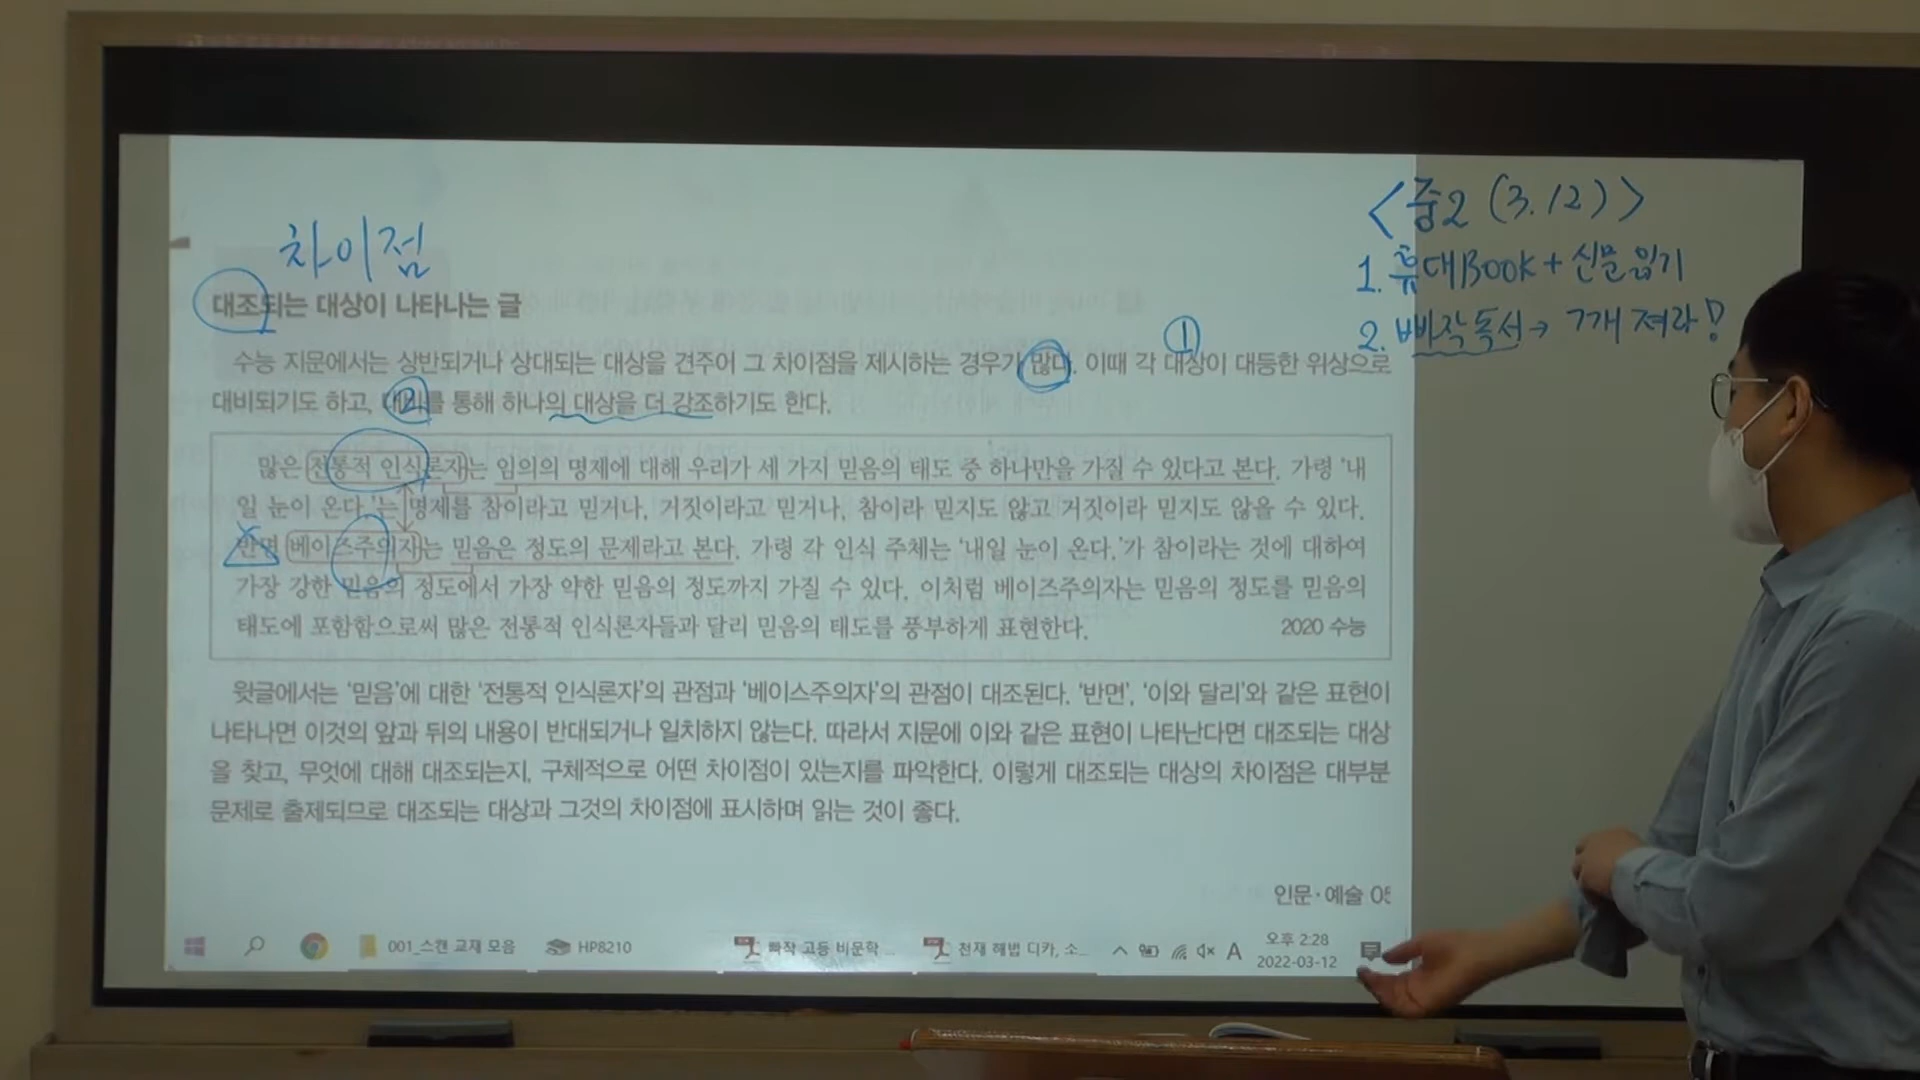 <중2 (3.12)>
1. 휴대BOOK + 신문 읽기
2. 빠작독서→ 7개 져라!
차이점
대조되는 대상이 나타나는 글
①
수능 지문에서는 상반되거나 상대되는 대상을 견주어 그 차이점을 제시하는 경우가 많다. 이때 각 대상이 대등한 위상으로
②
대비되기도 하고, 대비를 통해 하나의 대상을 더 강조하기도 한다.
많은 전통적 인식론자는 임의의 명제에 대해 우리가 세 가지 믿음의 태도 중 하나만을 가질 수 있다고 본다. 가령 ‘내
일 눈이 온다.’는 명제를 참이라고 믿거나, 거짓이라고 믿거나, 참이라 믿지도 않고 거짓이라 믿지도 않을 수 있다.
반면 베이즈주의자는 믿음은 정도의 문제라고 본다. 가령 각 인식 주체는 ‘내일 눈이 온다.’가 참이라는 것에 대하여
가장 강한 믿음의 정도에서 가장 약한 믿음의 정도까지 가질 수 있다. 이처럼 베이즈주의자는 믿음의 정도를 믿음의
태도에 포함함으로써 많은 전통적 인식론자들과 달리 믿음의 태도를 풍부하게 표현한다.
2020 수능
윗글에서는 ‘믿음’에 대한 ‘전통적 인식론자’의 관점과 ‘베이스주의자’의 관점이 대조된다. ‘반면’, ‘이와 달리’와 같은 표현이
나타나면 이것의 앞과 뒤의 내용이 반대되거나 일치하지 않는다. 따라서 지문에 이와 같은 표현이 나타난다면 대조되는 대상
을 찾고, 무엇에 대해 대조되는지, 구체적으로 어떤 차이점이 있는지를 파악한다. 이렇게 대조되는 대상의 차이점은 대부분
문제로 출제되므로 대조되는 대상과 그것의 차이점에 표시하며 읽는 것이 좋다.
인문·예술
001_스캔 교재 모음
HP8210
빠작 고등 비문학 ...
천재 해법 디카, 소...
A
오후 2:28
2022-03-12